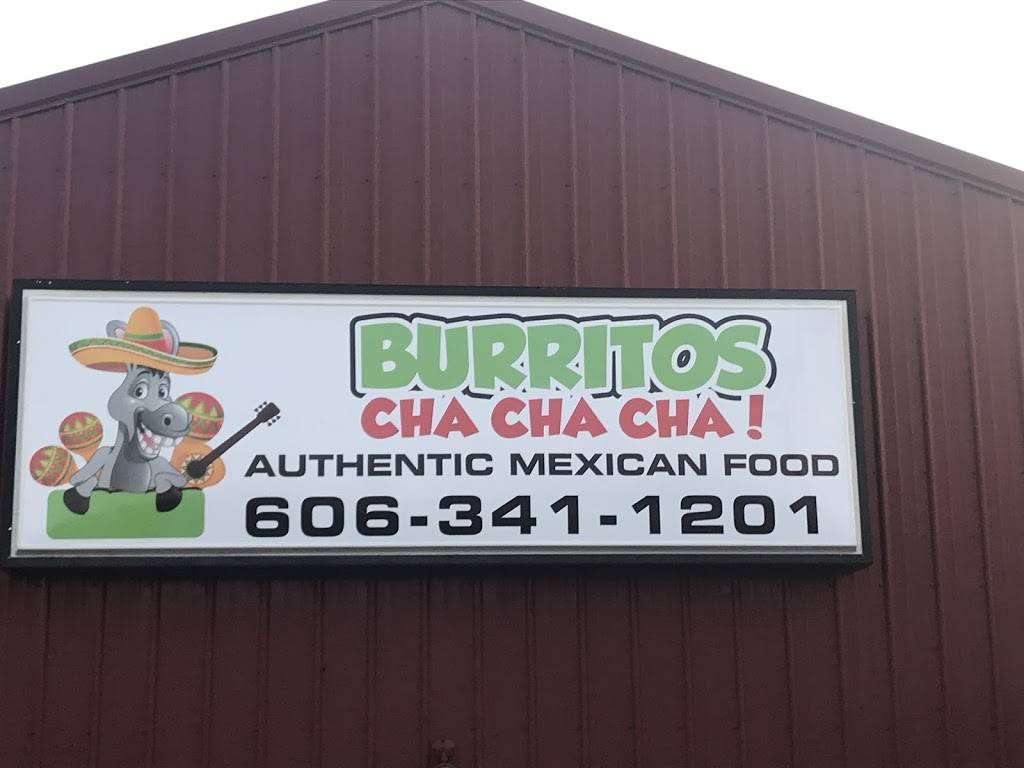 BURRITOS
CHA CHA CHA!
AUTHENTIC MEXICAN FOOD
606-341-1201